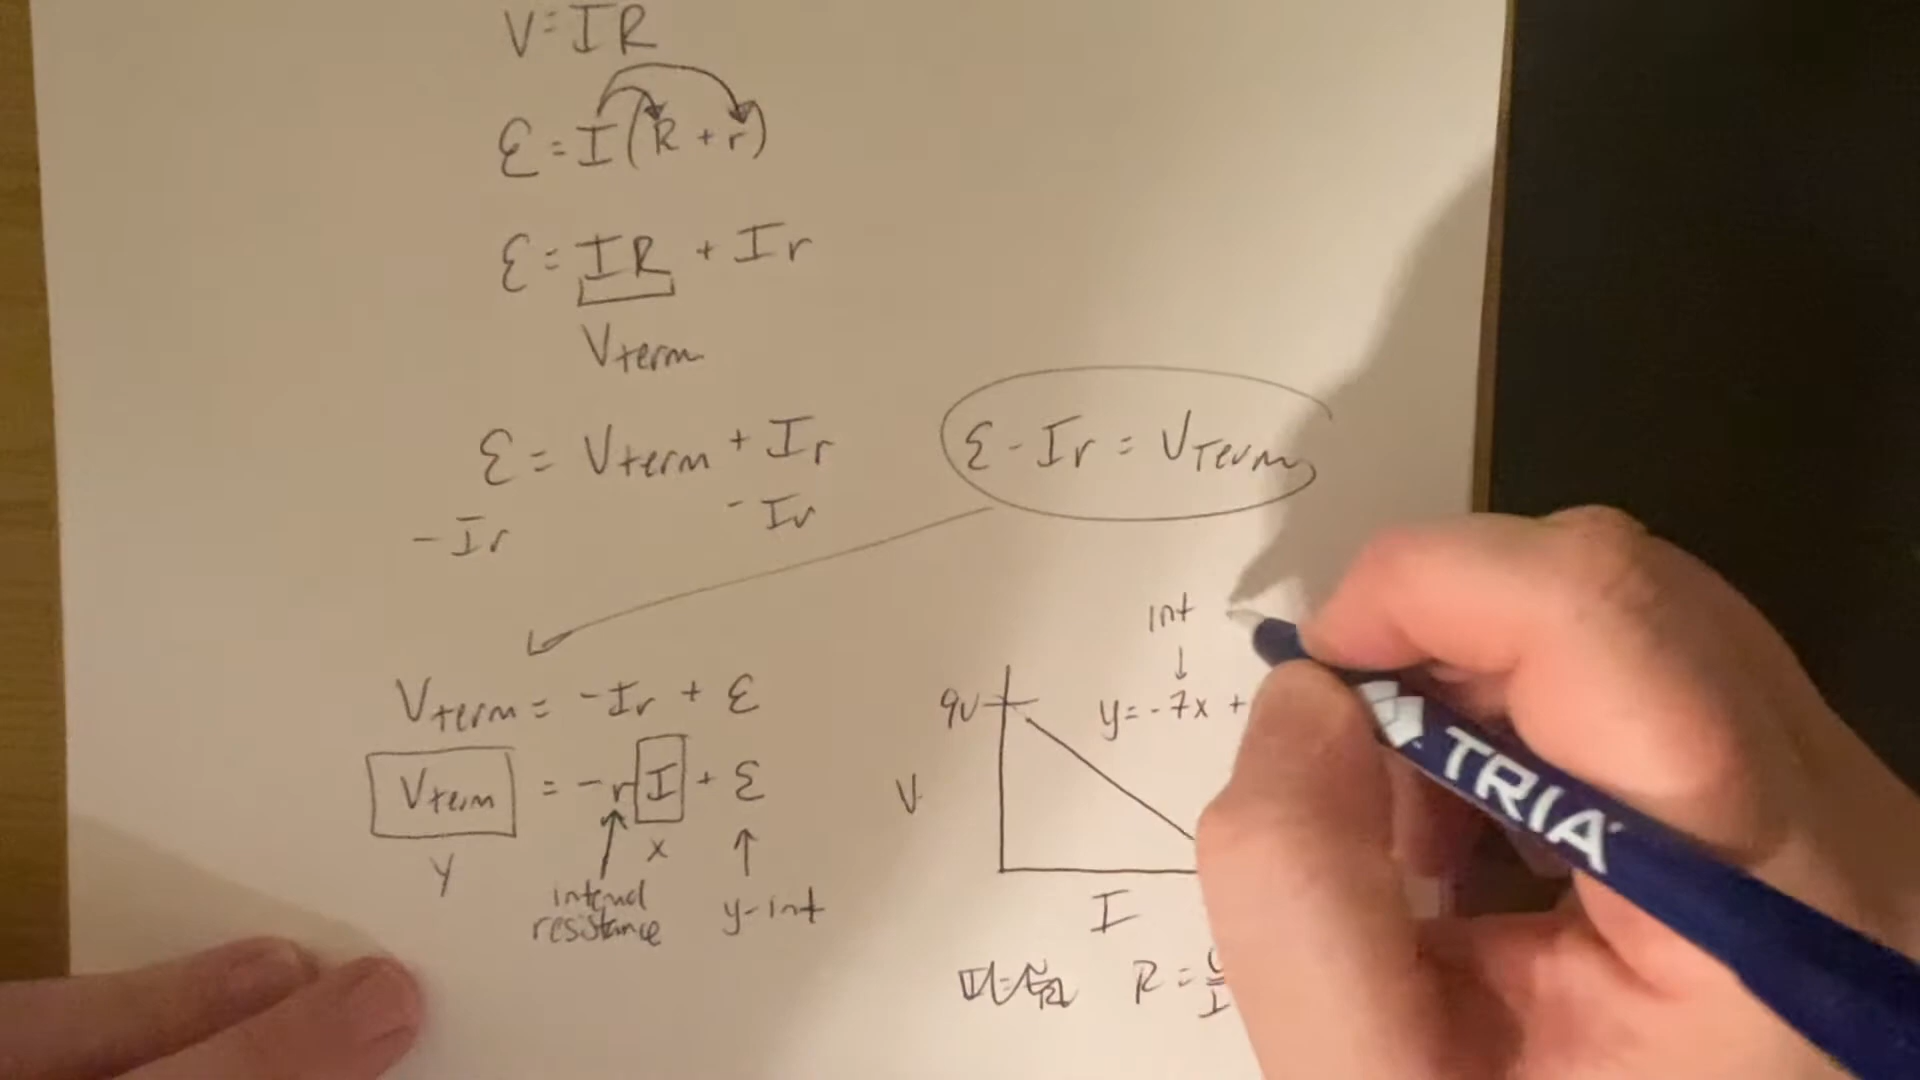 V=IR
Ɛ=I(R+r)
Ɛ=IR+Ir
Vterm
Ɛ=Vterm+Ir
Ɛ-Ir=VTerm
-Ir -Ir
int
Vterm=-Ir+Ɛ
9V
y=-7x+
Vterm=-rI+Ɛ
V
y
x
internal
resistance
y-int
I
R=V/I
TRIA